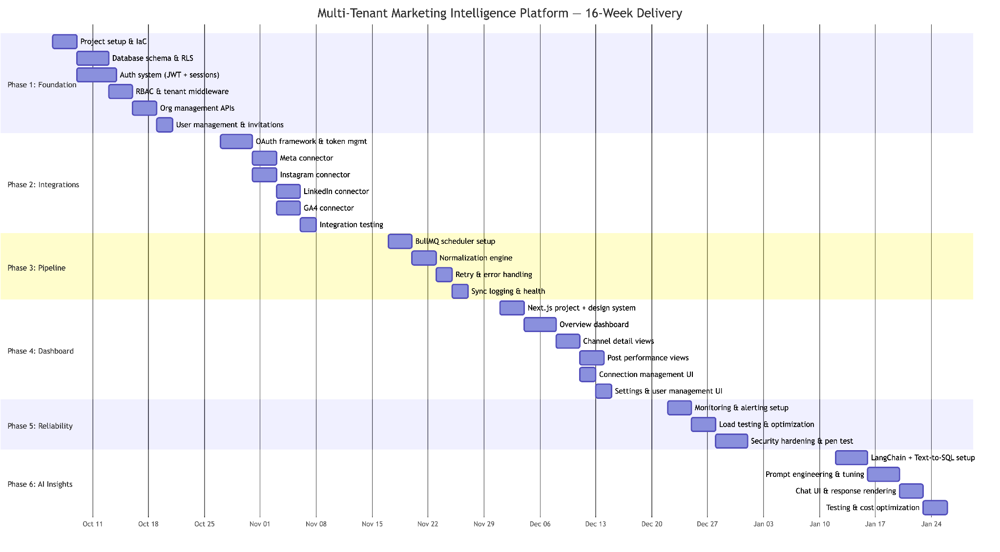 Multi-Tenant Marketing Intelligence Platform — 16-Week Delivery
Phase 1: Foundation
Project setup & IaC
Database schema & RLS
Auth system (JWT + sessions)
RBAC & tenant middleware
Org management APIs
User management & invitations
Phase 2: Integrations
OAuth framework & token mgmt
Meta connector
Instagram connector
LinkedIn connector
GA4 connector
Integration testing
Phase 3: Pipeline
BullMQ scheduler setup
Normalization engine
Retry & error handling
Sync logging & health
Phase 4: Dashboard
Next.js project + design system
Overview dashboard
Channel detail views
Post performance views
Connection management UI
Settings & user management UI
Phase 5: Reliability
Monitoring & alerting setup
Load testing & optimization
Security hardening & pen test
Phase 6: AI Insights
LangChain + Text-to-SQL setup
Prompt engineering & tuning
Chat UI & response rendering
Testing & cost optimization
Oct 11
Oct 18
Oct 25
Nov 01
Nov 08
Nov 15
Nov 22
Nov 29
Dec 06
Dec 13
Dec 20
Dec 27
Jan 03
Jan 10
Jan 17
Jan 24